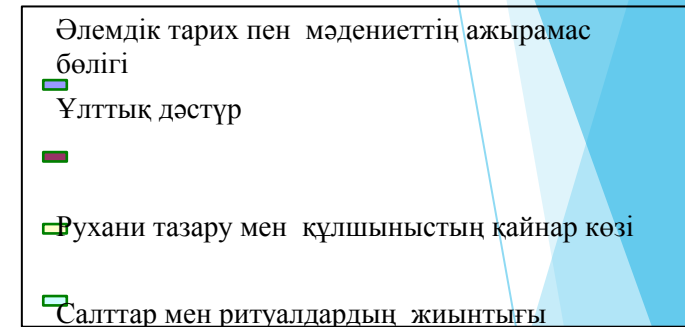 Әлемдік тарих пен мәдениеттің ажырамас
бөлігі
Ұлттық дәстүр
Рухани тазару мен құлшыныстың қайнар көзі
Салттар мен ритуалдардың жиынтығы